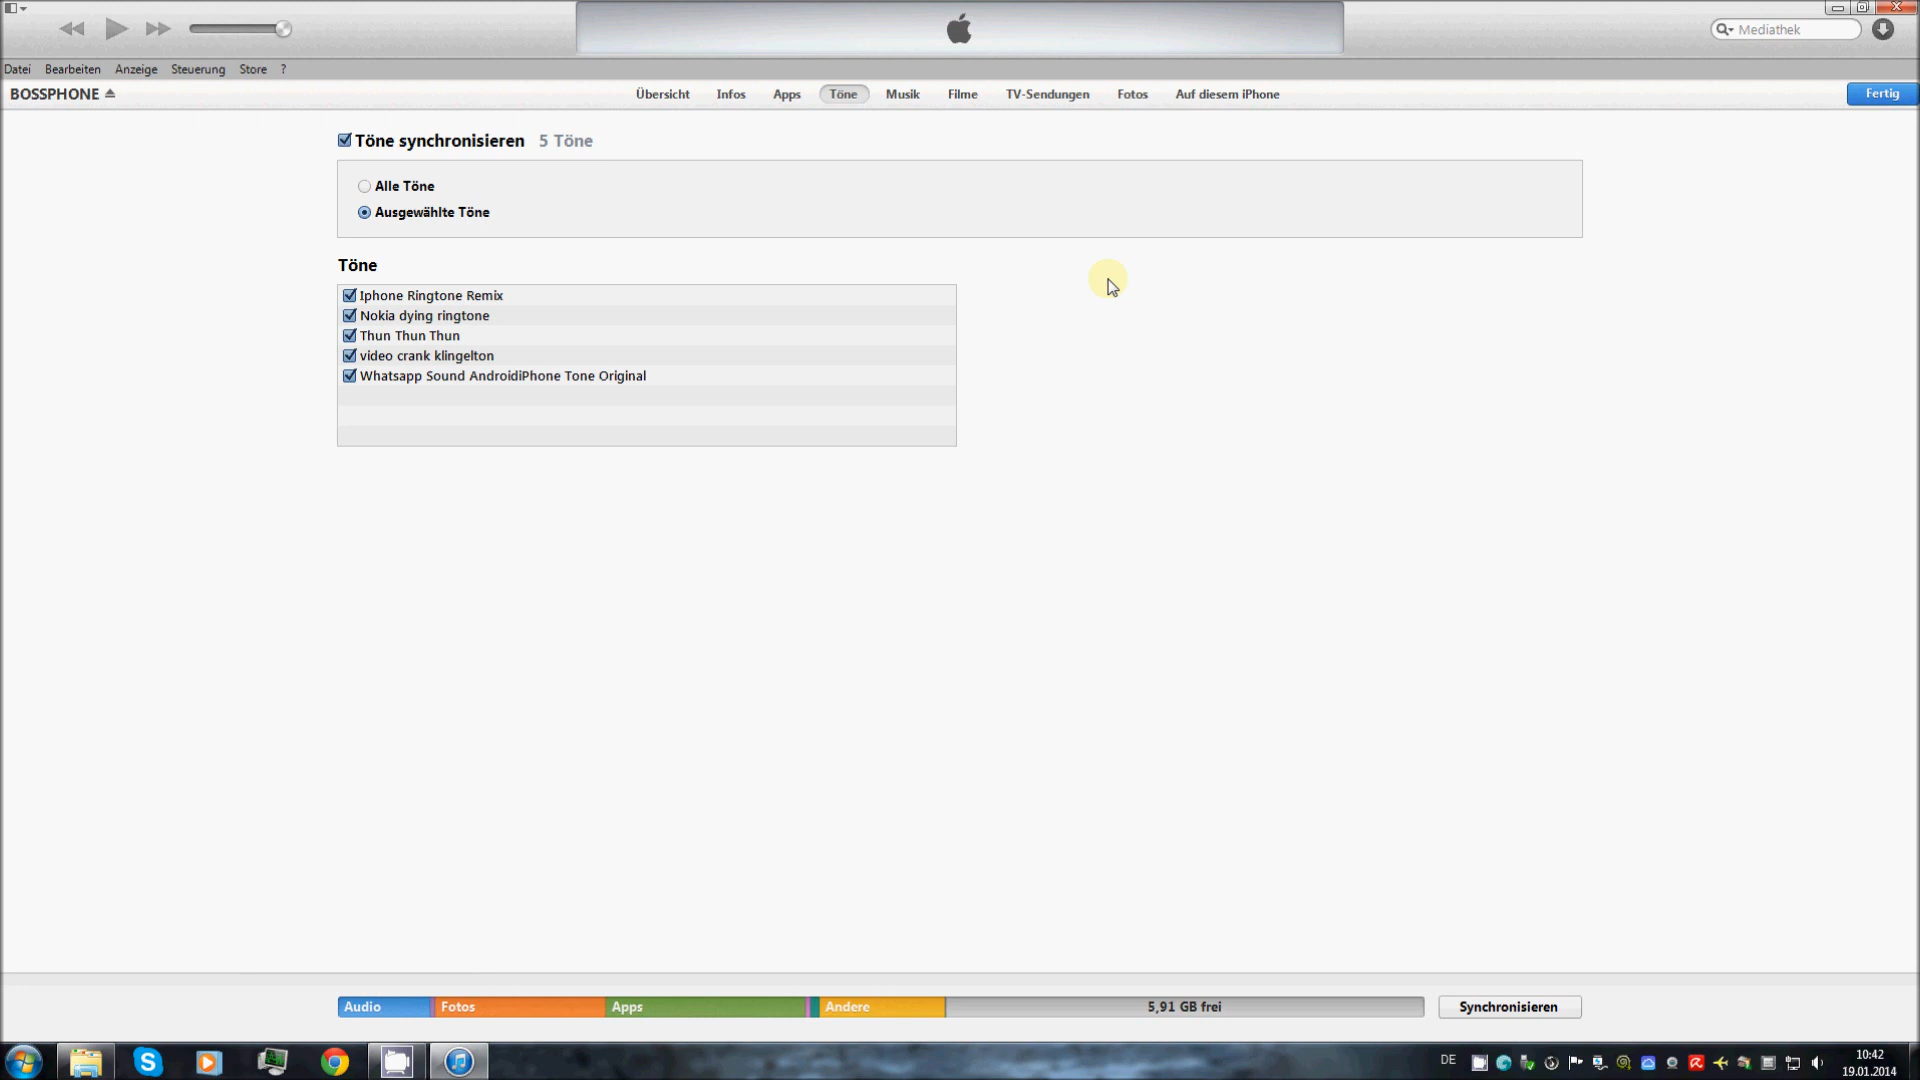 Mediathek
Datei Bearbeiten Anzeige Steuerung Store ?
BOSSPHONE Übersicht Infos Apps Töne Musik Filme TV-Sendungen Fotos Auf diesem iPhone Fertig
Töne synchronisieren 5 Töne
Alle Töne
Ausgewählte Töne
Töne
Iphone Ringtone Remix
Nokia dying ringtone
Thun Thun Thun
video crank klingelton
Whatsapp Sound AndroidiPhone Tone Original
Audio Fotos Apps Andere 5,91 GB frei Synchronisieren
DE 10:42
19.01.2014